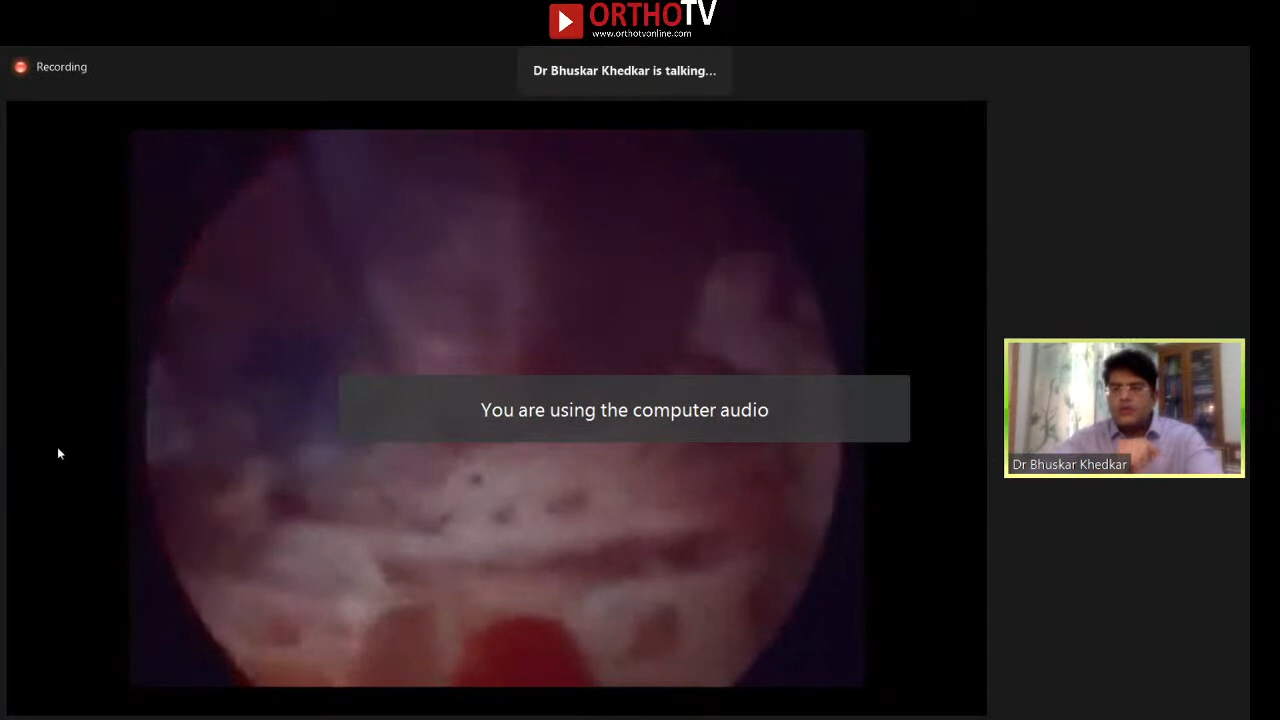 ORTHOTV
www.orthotvonline.com
Recording
Dr Bhuskar Khedkar is talking...
You are using the computer audio
Dr Bhuskar Khedkar